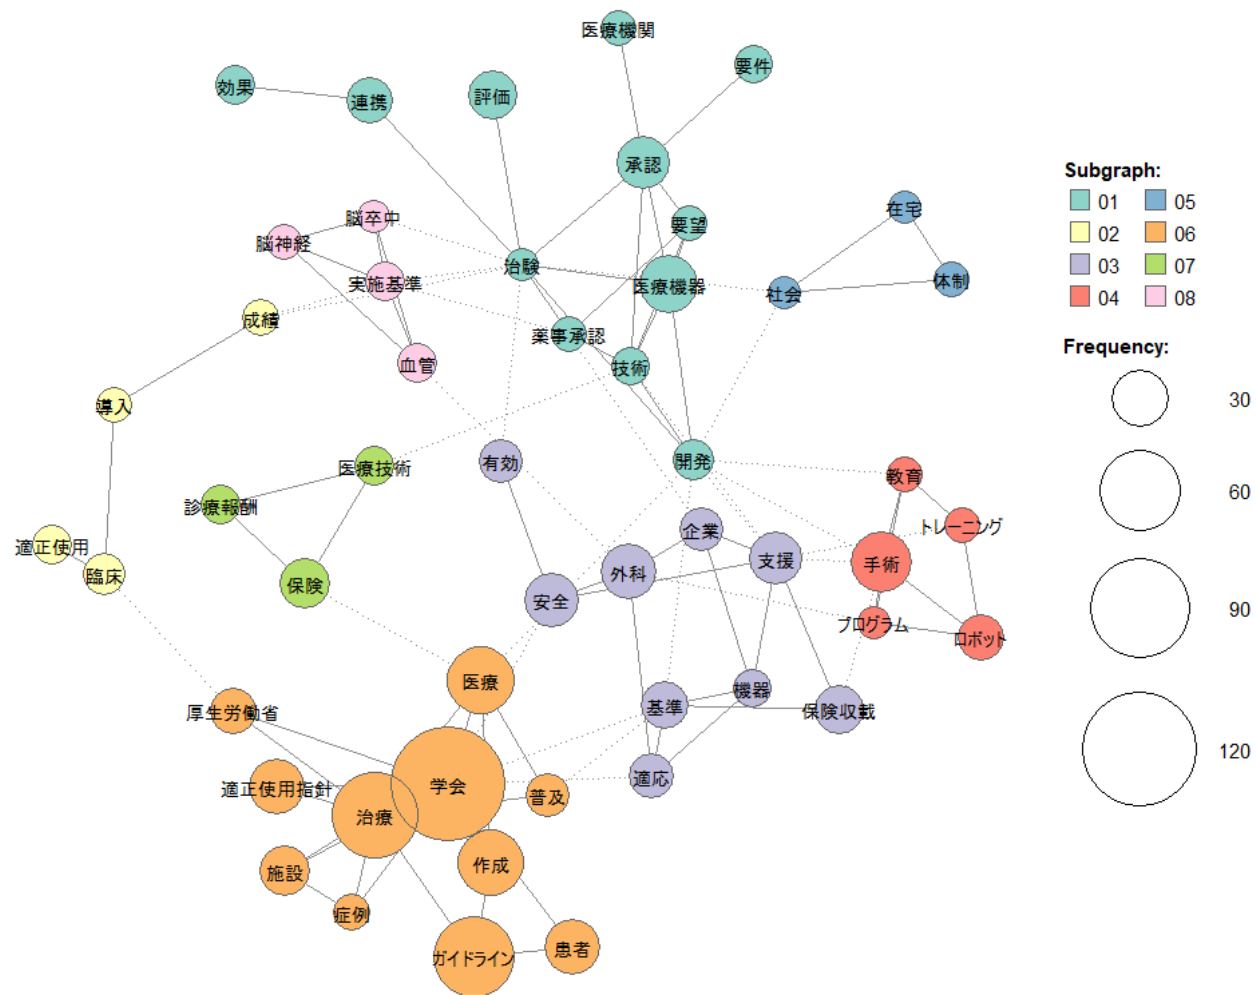 医療機関
要件
効果
連携
評価
承認
脳卒中
要望
脳神経
治験
実施基準
医療機器
成績
薬事承認
血管
技術
在宅
社会
体制
導入
医療技術
有効
開発
診療報酬
教育
トレーニング
適正使用
臨床
保険
企業
外科
支援
手術
安全
プログラム
ロボット
医療
厚生労働省
基準
機器
保険収載
適正使用指針
学会
適応
治療
普及
施設
作成
症例
ガイドライン
患者
Subgraph:
01 05
02 06
03 07
04 08
Frequency:
30
60
90
120